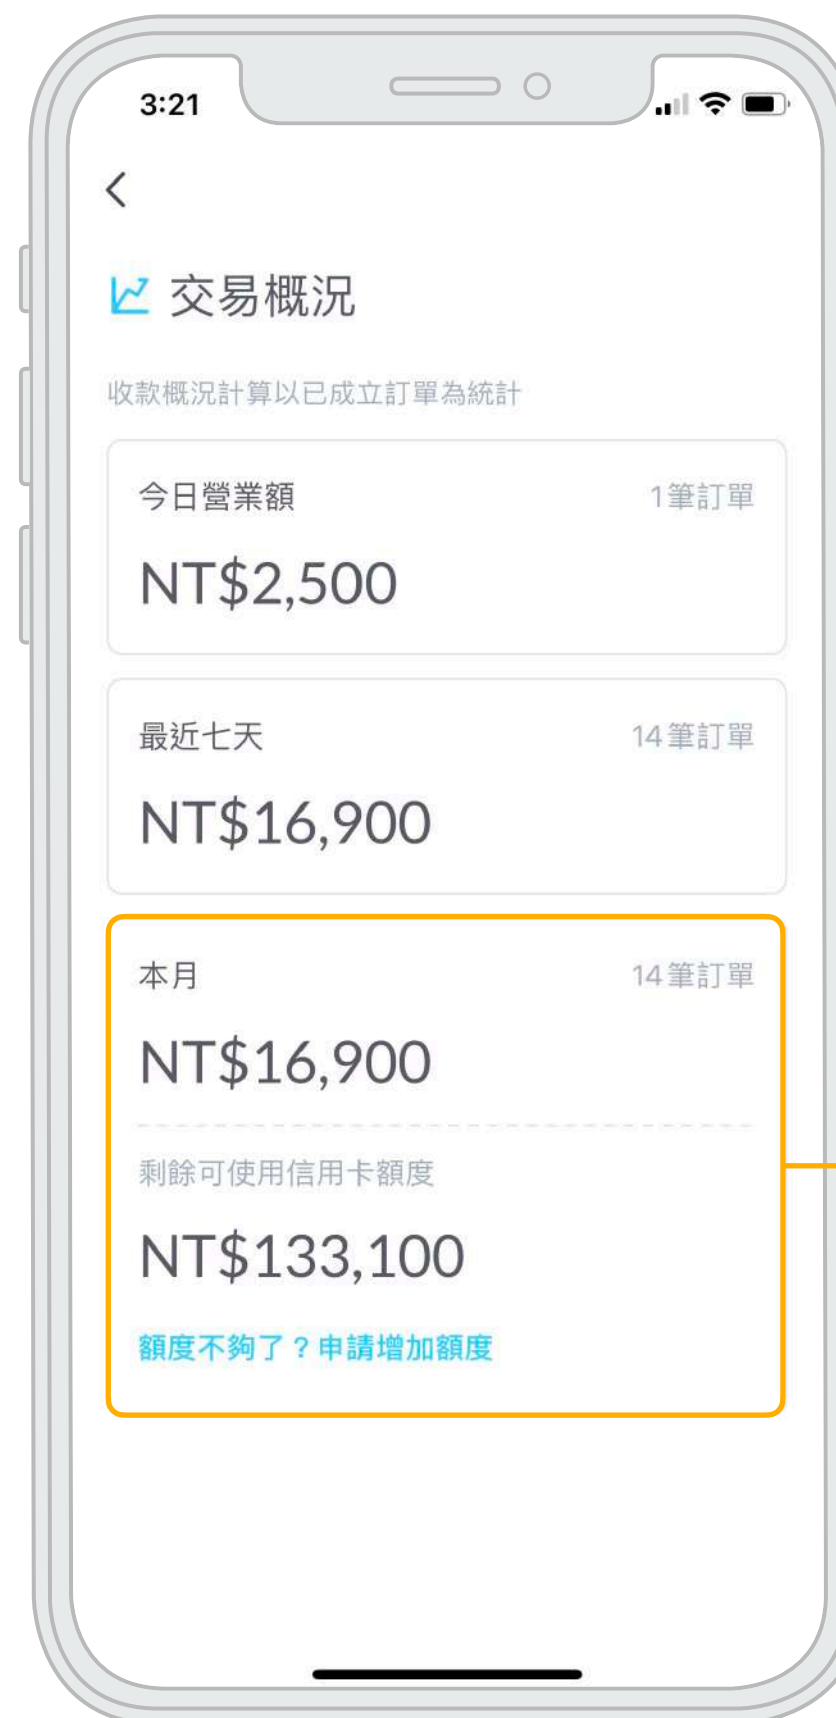 3:21
交易概況
收款概況計算以已成立訂單為統計
今日營業額 1筆訂單
NT$2,500
最近七天 14筆訂單
NT$16,900
本月 14筆訂單
NT$16,900
剩餘可使用信用卡額度
NT$133,100
額度不夠了？申請增加額度